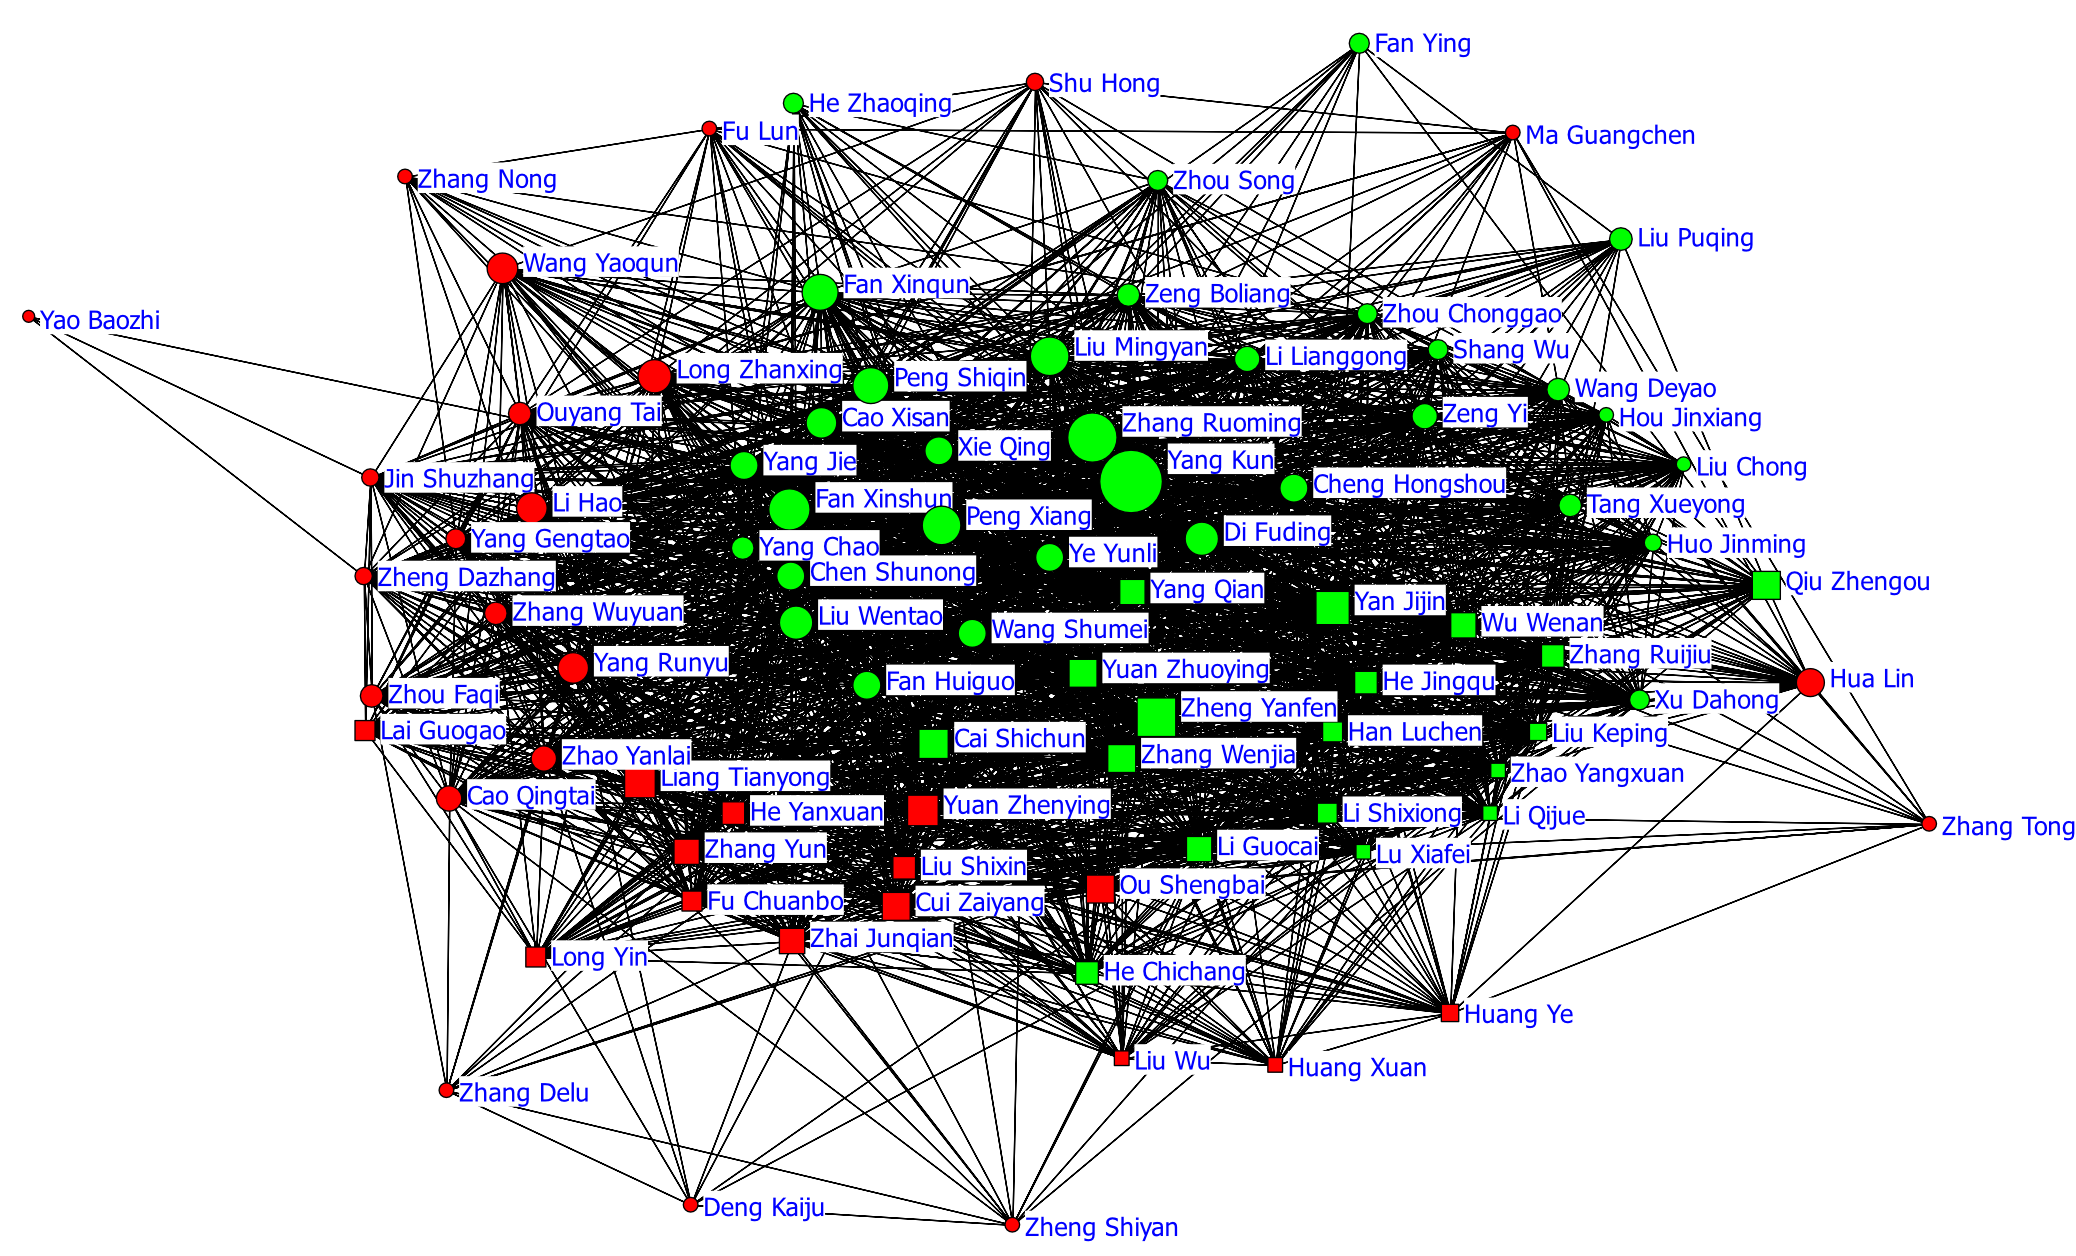 Fan Ying
Shu Hong
He Zhaoqing
Fu Lun
Ma Guangchen
Zhang Nong
Zhou Song
Liu Puqing
Wang Yaoqun
Fan Xinqun
Zeng Boliang
Zhou Chonggao
Yao Baozhi
Liu Mingyan
Li Lianggong
Shang Wu
Long Zhanxing
Peng Shiqin
Wang Deyao
Ouyang Tai
Cao Xisan
Zhang Ruoming
Zeng Yi
Hou Jinxiang
Xie Qing
Yang Jie
Yang Kun
Liu Chong
Jin Shuzhang
Cheng Hongshou
Li Hao
Fan Xinshun
Peng Xiang
Tang Xueyong
Yang Gengtao
Di Fuding
Yang Chao
Ye Yunli
Huo Jinming
Zheng Dazhang
Chen Shunong
Yang Qian
Qiu Zhengou
Yan Jijin
Zhang Wuyuan
Liu Wentao
Wang Shumei
Wu Wenan
Yang Runyu
Yuan Zhuoying
Zhang Ruijiu
Zhou Faqi
Fan Huiguo
He Jingqu
Hua Lin
Xu Dahong
Zheng Yanfen
Lai Guogao
Cai Shichun
Han Luchen
Liu Keping
Zhao Yanlai
Zhang Wenjia
Liang Tianyong
Zhao Yangxuan
Cao Qingtai
He Yanxuan
Yuan Zhenying
Li Shixiong
Li Qijue
Zhang Tong
Zhang Yun
Li Guocai
Lu Xiafei
Liu Shixin
Ou Shengbai
Fu Chuanbo
Cui Zaiyang
Zhai Junqian
Long Yin
He Chichang
Huang Ye
Liu Wu
Huang Xuan
Zhang Delu
Deng Kaiju
Zheng Shiyan